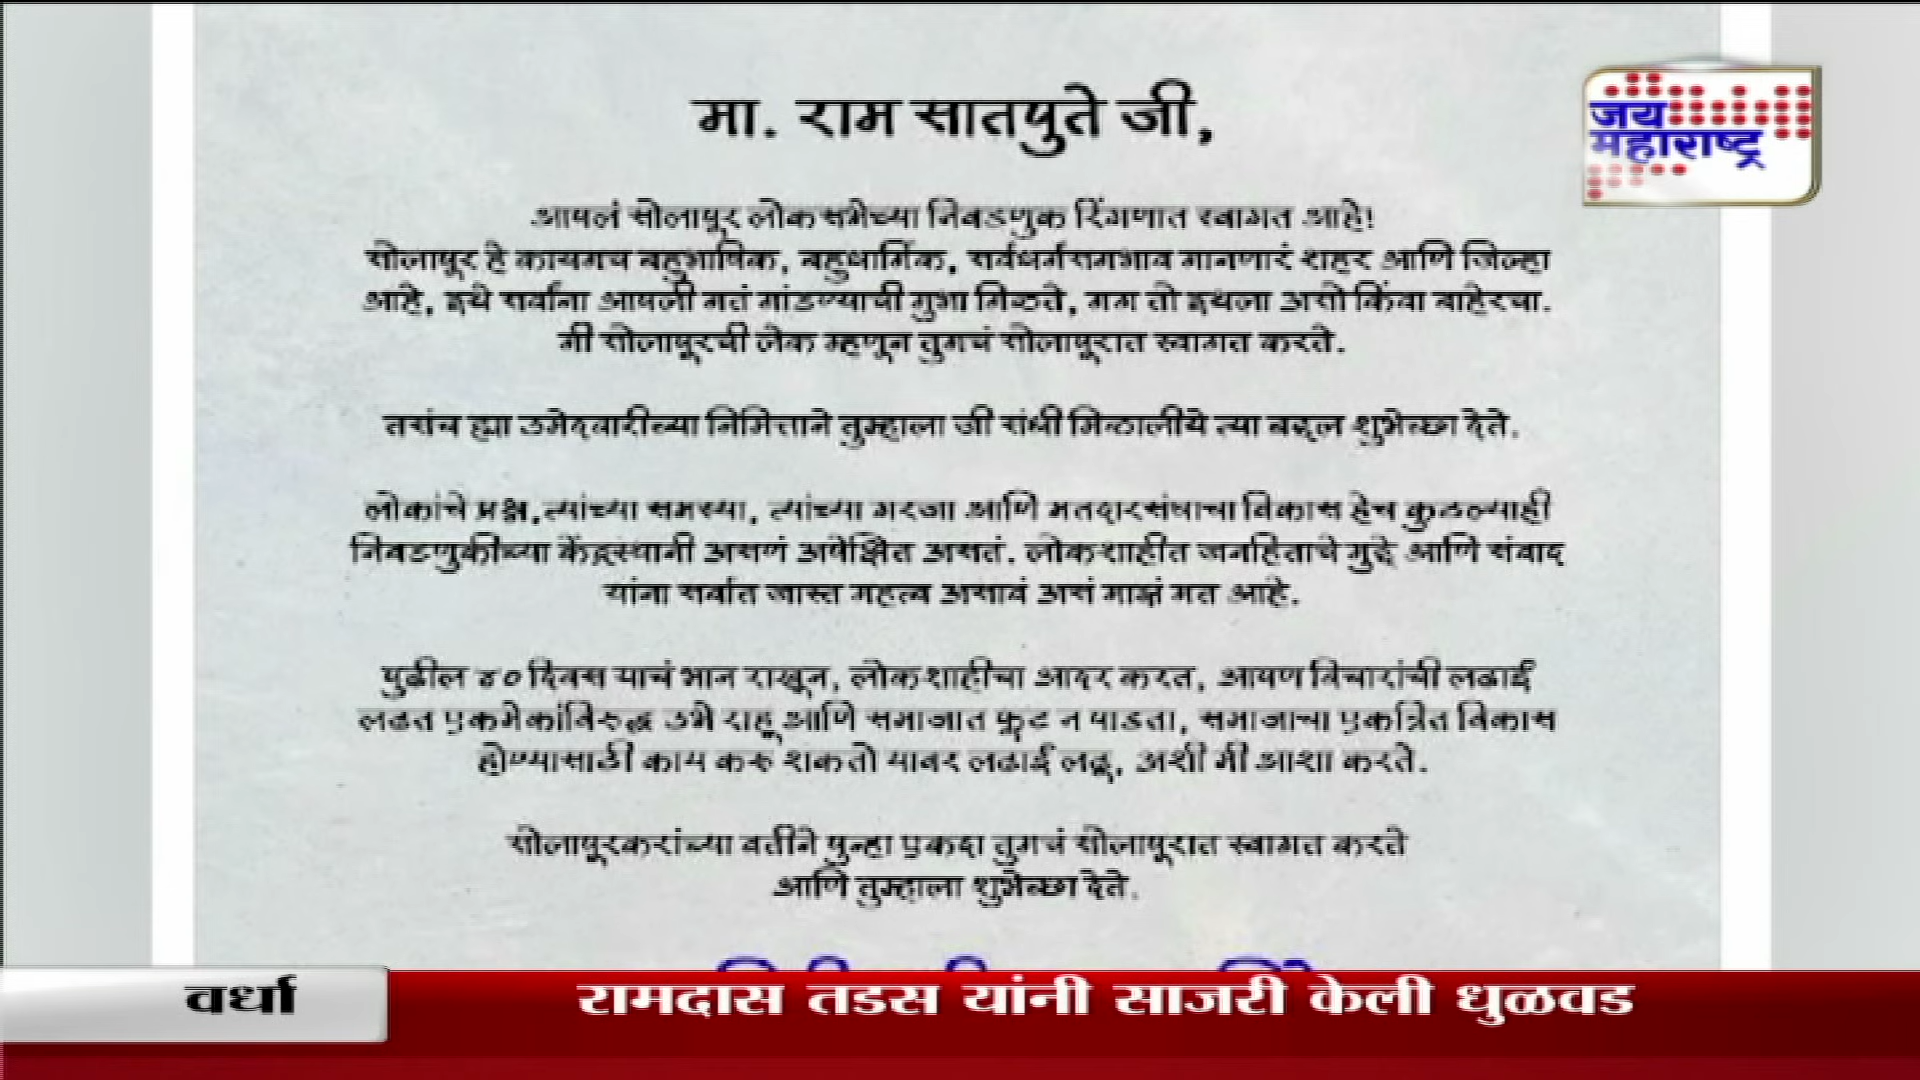 मा. राम सातपुते जी,
जय
महाराष्ट्र
आपलं सोलापूर लोकसभेच्या निवडणुक रिंगणात स्वागत आहे!
सोलापूर हे कायमच बहुभाषिक, बहुधार्मिक, सर्वधर्मसमभाव मानणारं शहर आणि जिल्हा
आहे, इथे सर्वांना आपली मतं मांडण्याची मुभा मिळते, मग तो इथला असो किंवा बाहेरचा.
मी सोलापूरची लेक म्हणून तुमचं सोलापूरात स्वागत करते.
तसंच ह्या उमेदवारीच्या निमित्ताने तुम्हाला जी संधी मिळालीये त्या बद्दल शुभेच्छा देते.
लोकांचे प्रश्न,त्यांच्या समस्या, त्यांच्या गरजा आणि मतदारसंघाचा विकास हेच कुठल्याही
निवडणुकीच्या केंद्रस्थानी असणं अपेक्षित असतं. लोकशाहीत जनहिताचे मुद्दे आणि संवाद
यांना सर्वात जास्त महत्व असावं असं माझं मत आहे.
पुढील ४० दिवस याचं भान राखून, लोकशाहीचा आदर करत, आपण विचारांची लढाई
लढत एकमेकांविरुद्ध उभे राहू आणि समाजात फूट न पाडता, समाजाचा एकत्रित विकास
होण्यासाठी काय करु शकतो यावर लढाई लढू, अशी मी आशा करते.
सोलापूरकरांच्या वतीने पुन्हा एकदा तुमचं सोलापूरात स्वागत करते
आणि तुम्हाला शुभेच्छा देते.
वर्धा
रामदास तडस यांनी साजरी केली धुळवड